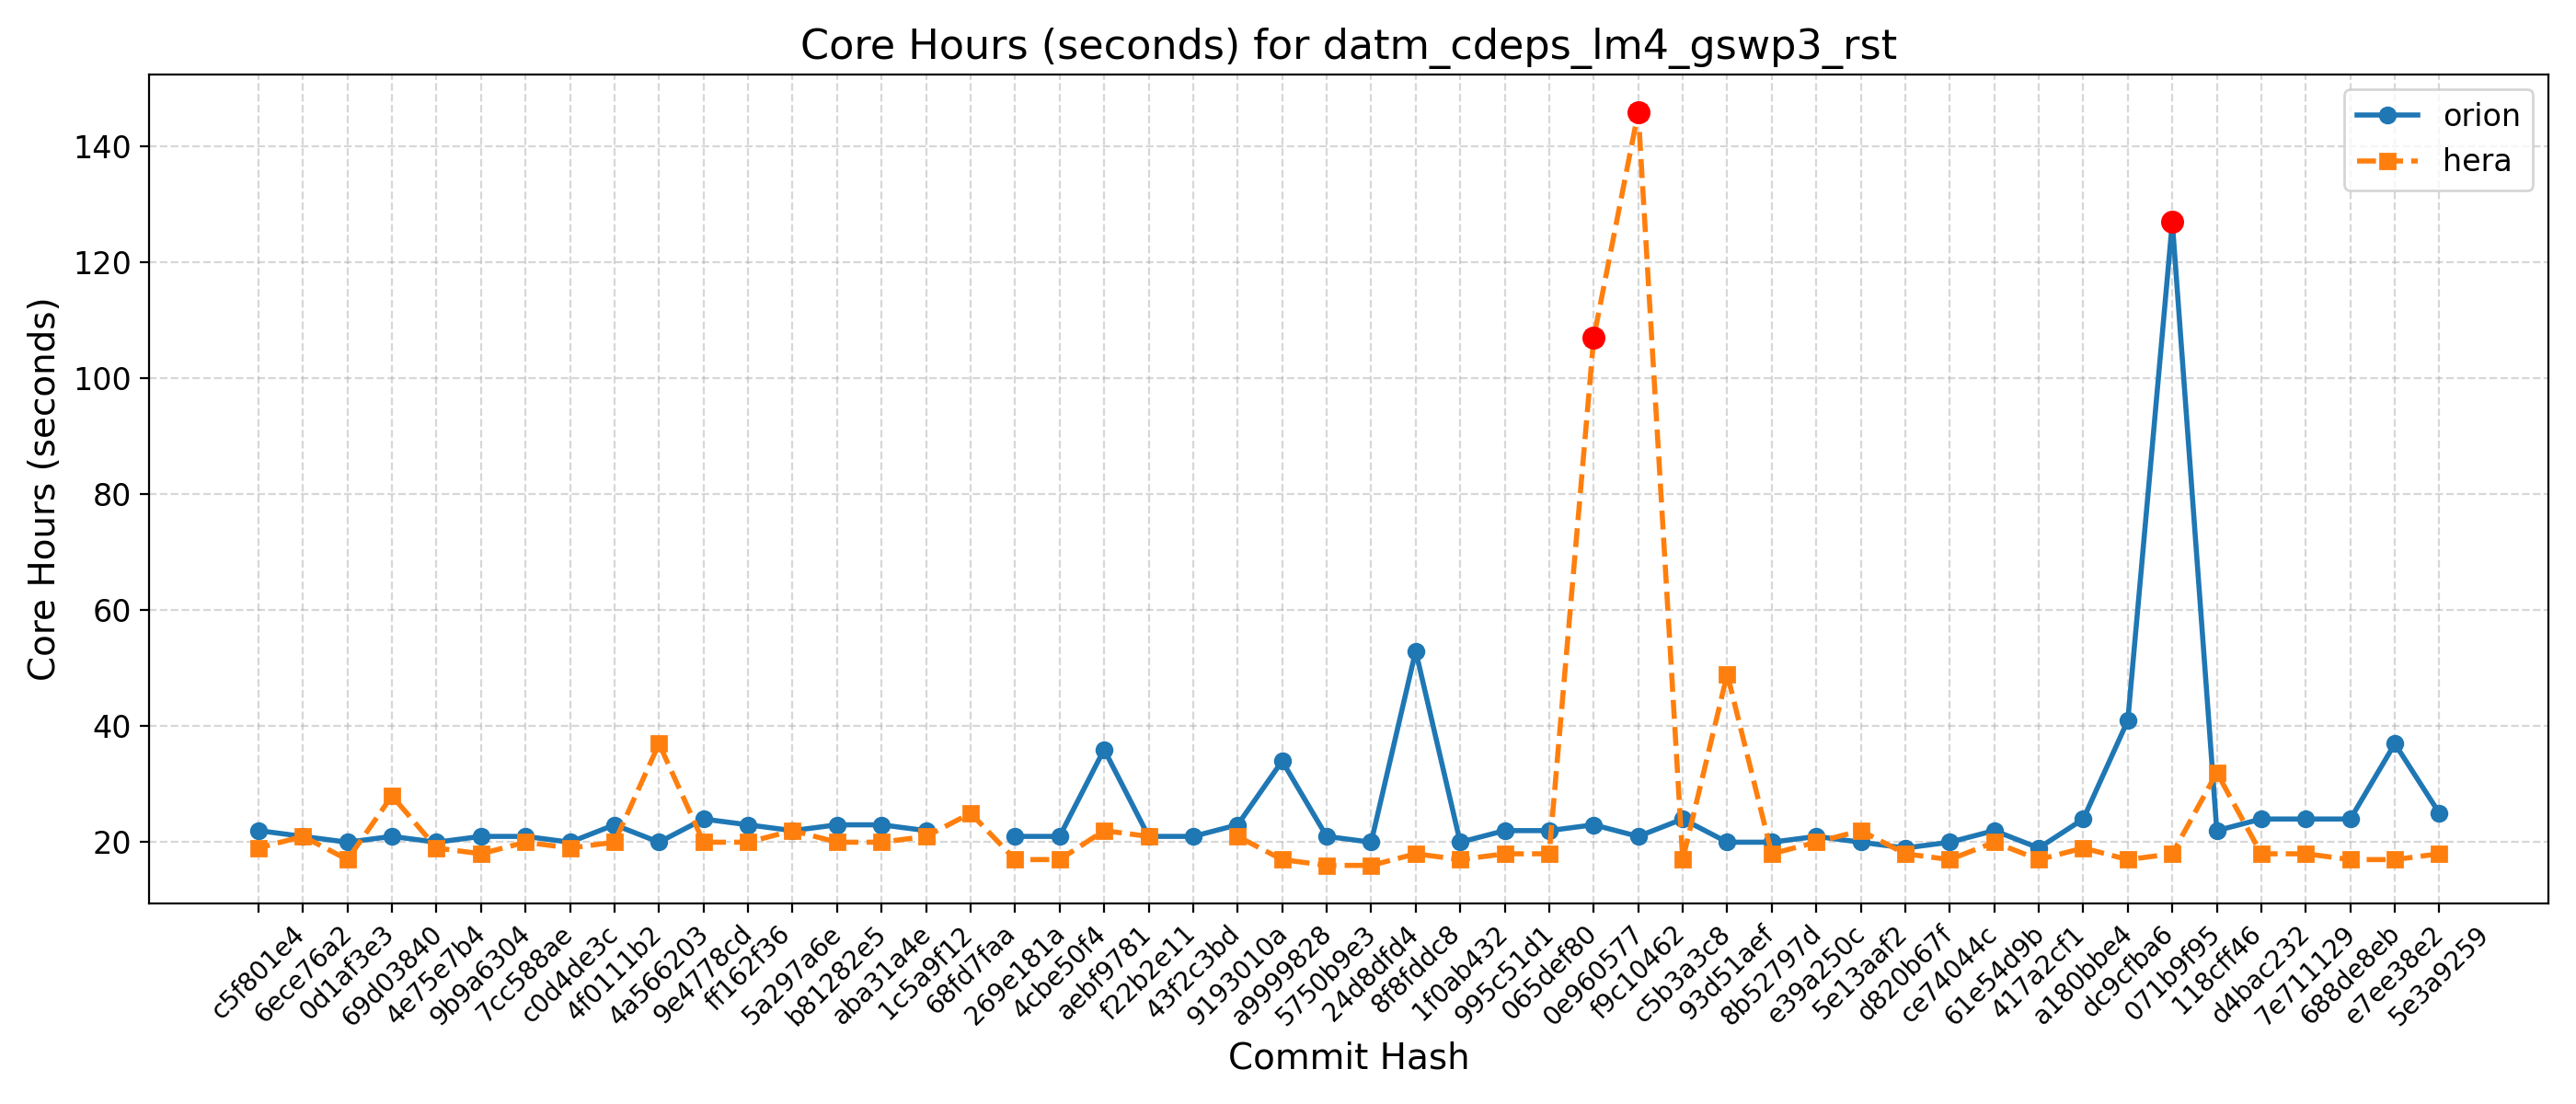 Core Hours (seconds) for datm_cdeps_lm4_gswp3_rst
orion
hera
Core Hours (seconds)
140
120
100
80
60
40
20
c5f801e4
6ece76a2
0d1af3e3
69d03840
4e75e7b4
9b9a6304
7cc588ae
c0d4de3c
4f0111b2
4a566203
9e4778cd
ff162f36
5a297a6e
b81282e5
aba31a4e
1c5a9f12
68fd7faa
269e181a
4cbe50f4
aebf9781
f22b2e11
43f2c3bd
9193010a
a9999828
5750b9e3
24d8dfd4
8f8fddc8
1f0ab432
995c51d1
065def80
0e960577
f9c10462
c5b3a3c8
93d51aef
8b52797d
e39a250c
5e13aaf2
d820b67f
ce74044c
61e54d9b
417a2cf1
a180bbe4
dc9cfba6
071b9f95
118cff46
d4bac232
7e711129
688de8eb
e7ee38e2
5e3a9259
Commit Hash